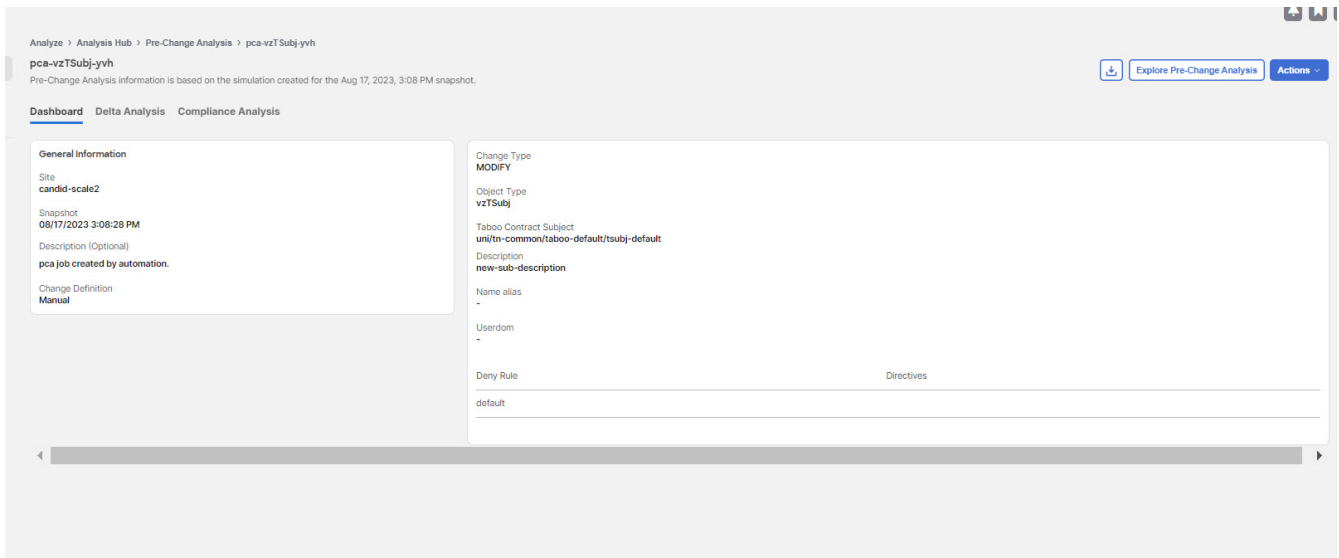 Analyze > Analysis Hub > Pre-Change Analysis > pca-vzTSubj-yvh
pca-vzTSubj-yvh
Pre-Change Analysis information is based on the simulation created for the Aug 17, 2023, 3:08 PM snapshot.
Explore Pre-Change Analysis
Actions
Dashboard Delta Analysis Compliance Analysis
General Information
Site
candid-scale2
Snapshot
08/17/2023 3:08:28 PM
Description (Optional)
pca job created by automation.
Change Definition
Manual
Change Type
MODIFY
Object Type
vzTSubj
Taboo Contract Subject
uni/tn-common/taboo-default/tsubj-default
Description
new-sub-description
Name alias
-
Userdom
-
Deny Rule Directives
default